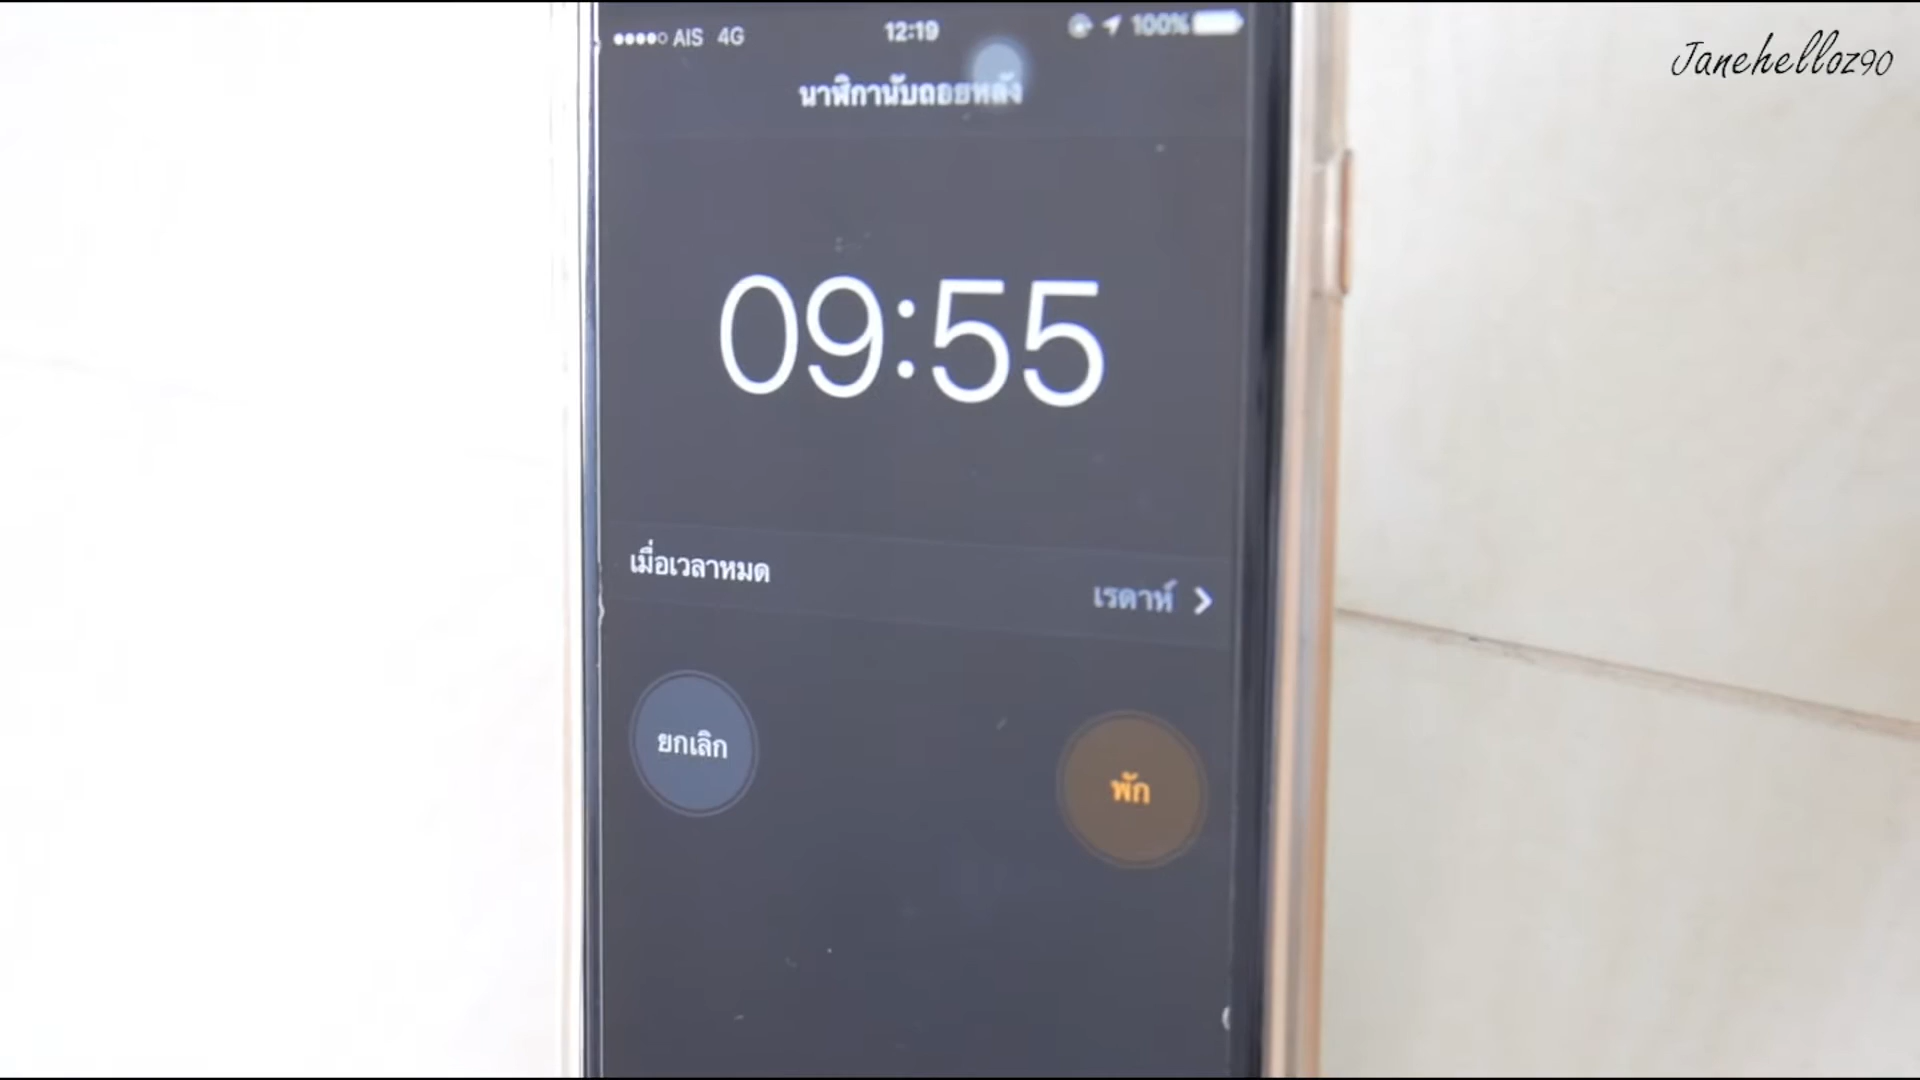 AIS 4G 12:19 100%
Janehelloz90
นาฬิกานับถอยหลัง
09:55
เมื่อเวลาหมด
เรดาห์
ยกเลิก
พัก